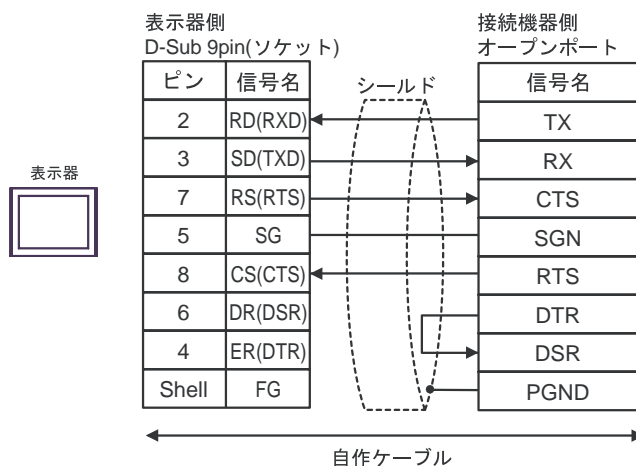 表示器側
D-Sub 9pin(ソケット)
接続機器側
オープンポート
ピン 信号名 シールド 信号名
2 RD(RXD) TX
3 SD(TXD) RX
表示器
7 RS(RTS) CTS
5 SG SGN
8 CS(CTS) RTS
6 DR(DSR) DTR
4 ER(DTR) DSR
Shell FG PGND
自作ケーブル